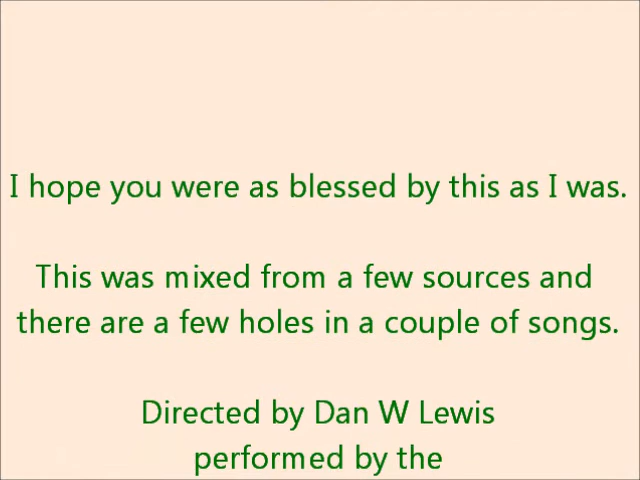 I hope you were as blessed by this as I was.
This was mixed from a few sources and
there are a few holes in a couple of songs.
Directed by Dan W Lewis
performed by the